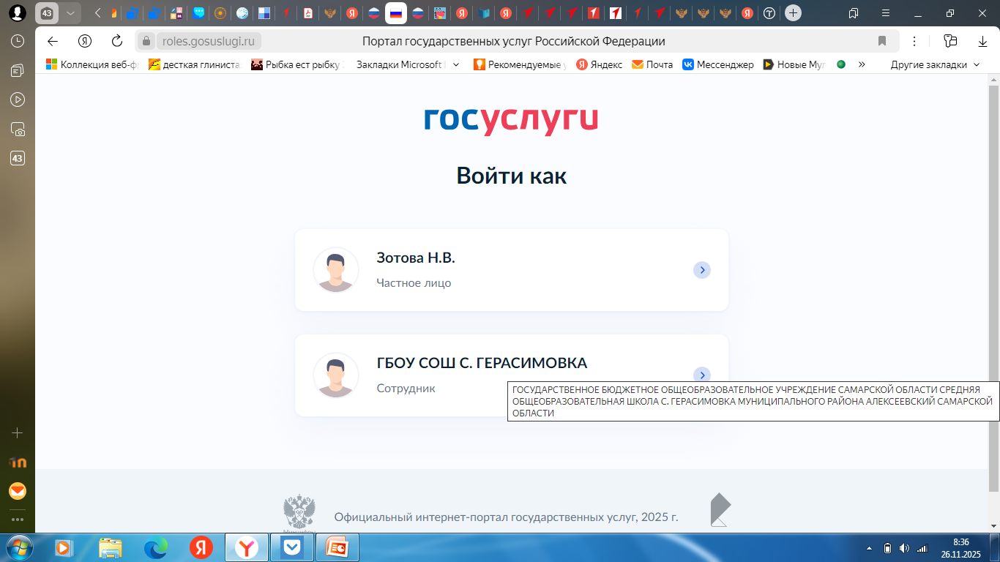 43
roles.gosuslugi.ru
Портал государственных услуг Российской Федерации
Коллекция веб-ф
десткая глиниста
Рыбка ест рыбку
Закладки Microsoft
Рекомендуемые
Яндекс
Почта
Мессенджер
Новые Мул
Другие закладки
43
госуслуги
Войти как
Зотова Н.В.
Частное лицо
ГБОУ СОШ С. ГЕРАСИМОВКА
Сотрудник
ГОСУДАРСТВЕННОЕ БЮДЖЕТНОЕ ОБЩЕОБРАЗОВАТЕЛЬНОЕ УЧРЕЖДЕНИЕ САМАРСКОЙ ОБЛАСТИ СРЕДНЯЯ
ОБЩЕОБРАЗОВАТЕЛЬНАЯ ШКОЛА С. ГЕРАСИМОВКА МУНИЦИПАЛЬНОГО РАЙОНА АЛЕКСЕЕВСКИЙ САМАРСКОЙ
ОБЛАСТИ
Официальный интернет-портал государственных услуг, 2025 г.
8:36
26.11.2025